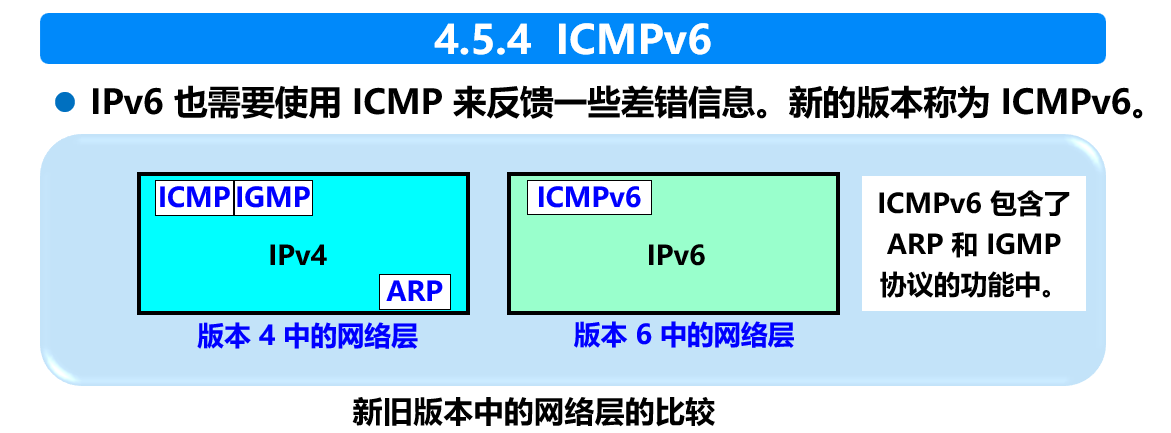 4.5.4 ICMPv6
IPv6 也需要使用 ICMP 来反馈一些差错信息。新的版本称为 ICMPv6。
ICMP IGMP
IPv4
ARP
版本 4 中的网络层
ICMPv6
IPv6
版本 6 中的网络层
ICMPv6 包含了
ARP 和 IGMP
协议的功能中。
新旧版本中的网络层的比较